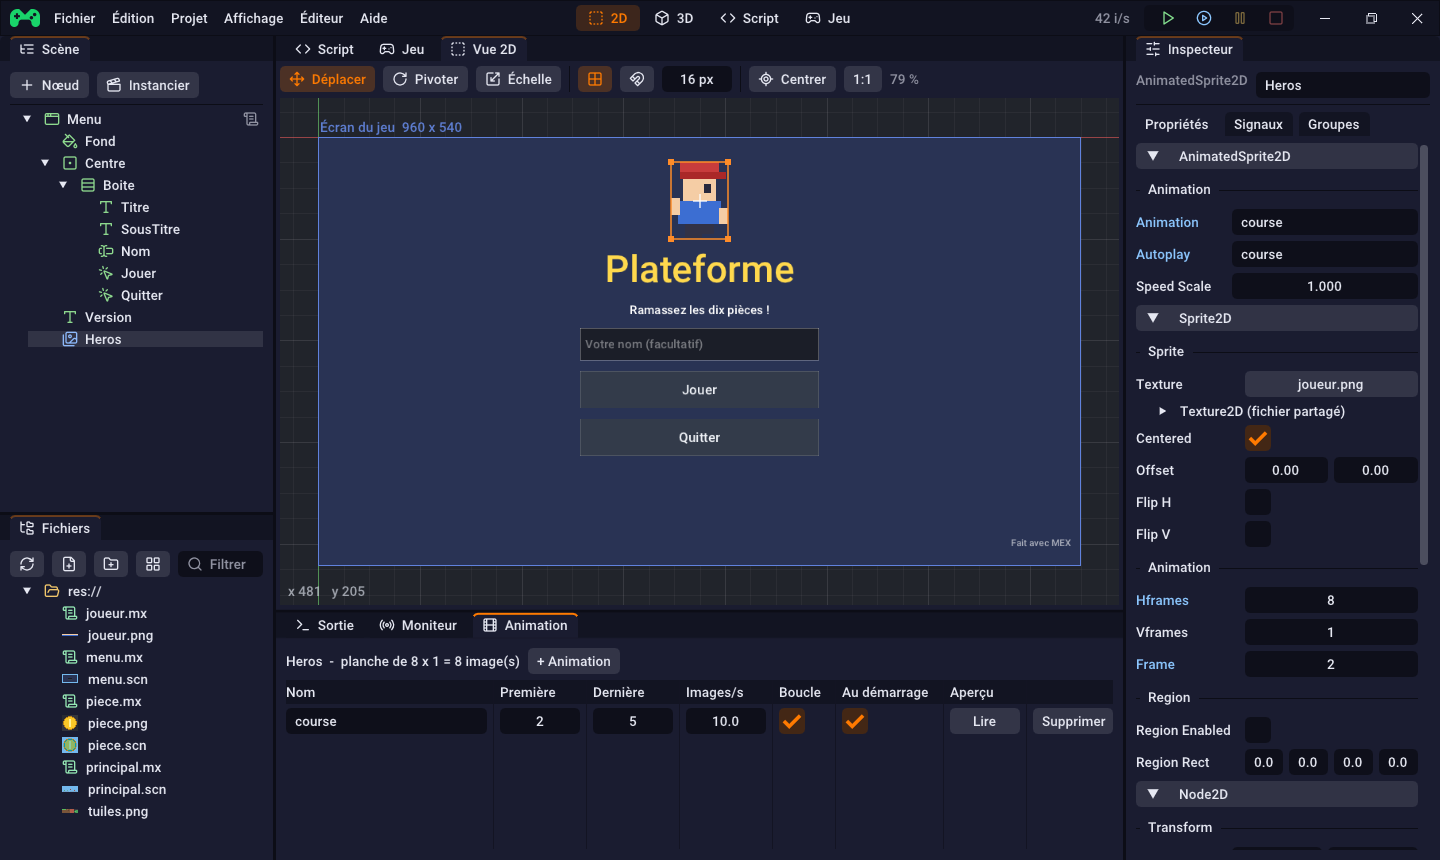 Fichier Édition Projet Affichage Éditeur Aide 2D 3D Script Jeu 42 i/s
Scène
Nœud Instancier
Menu
Fond
Centre
Boite
Titre
SousTitre
Nom
Jouer
Quitter
Version
Heros
Fichiers
Filtrer
res://
joueur.mx
joueur.png
menu.mx
menu.scn
piece.mx
piece.png
piece.scn
principal.mx
principal.scn
tuiles.png
Script Jeu Vue 2D
Déplacer Pivoter Échelle 16 px Centrer 1:1 79 %
Écran du jeu 960 x 540
Plateforme
Ramassez les dix pièces !
Votre nom (facultatif)
Jouer
Quitter
Fait avec MEX
x 481 y 205
Sortie Moniteur Animation
Heros - planche de 8 x 1 = 8 image(s) + Animation
Nom Première Dernière Images/s Boucle Au démarrage Aperçu
course 2 5 10.0 Lire Supprimer
Inspecteur
AnimatedSprite2D Heros
Propriétés Signaux Groupes
AnimatedSprite2D
Animation
Animation course
Autoplay course
Speed Scale 1.000
Sprite2D
Sprite
Texture joueur.png
Texture2D (fichier partagé)
Centered
Offset 0.00 0.00
Flip H
Flip V
Animation
Hframes 8
Vframes 1
Frame 2
Region
Region Enabled
Region Rect 0.0 0.0 0.0 0.0
Node2D
Transform